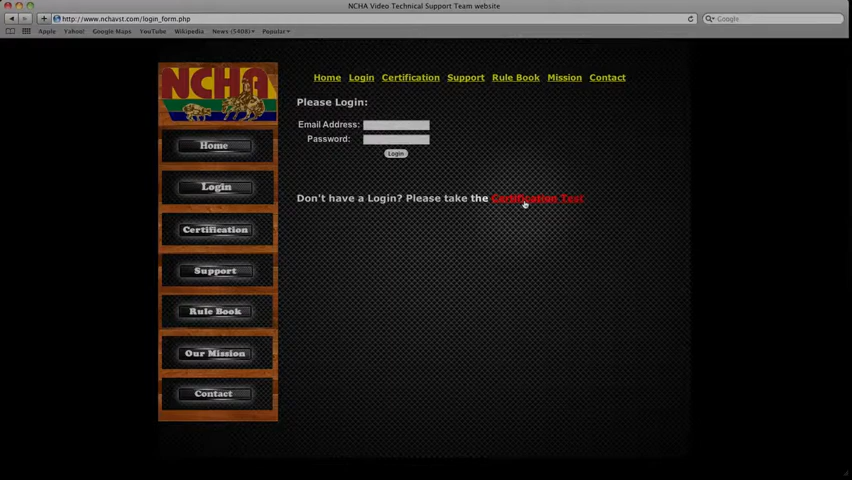 NCHA Video Technical Support Team website
http://www.nchavst.com/login_form.php
Google
Apple Yahoo! Google Maps YouTube Wikipedia News (5408) Popular
NCHA
Home Login Certification Support Rule Book Mission Contact
Please Login:
Email Address:
Password:
Login
Don't have a Login? Please take the Certification Test
Home
Login
Certification
Support
Rule Book
Our Mission
Contact